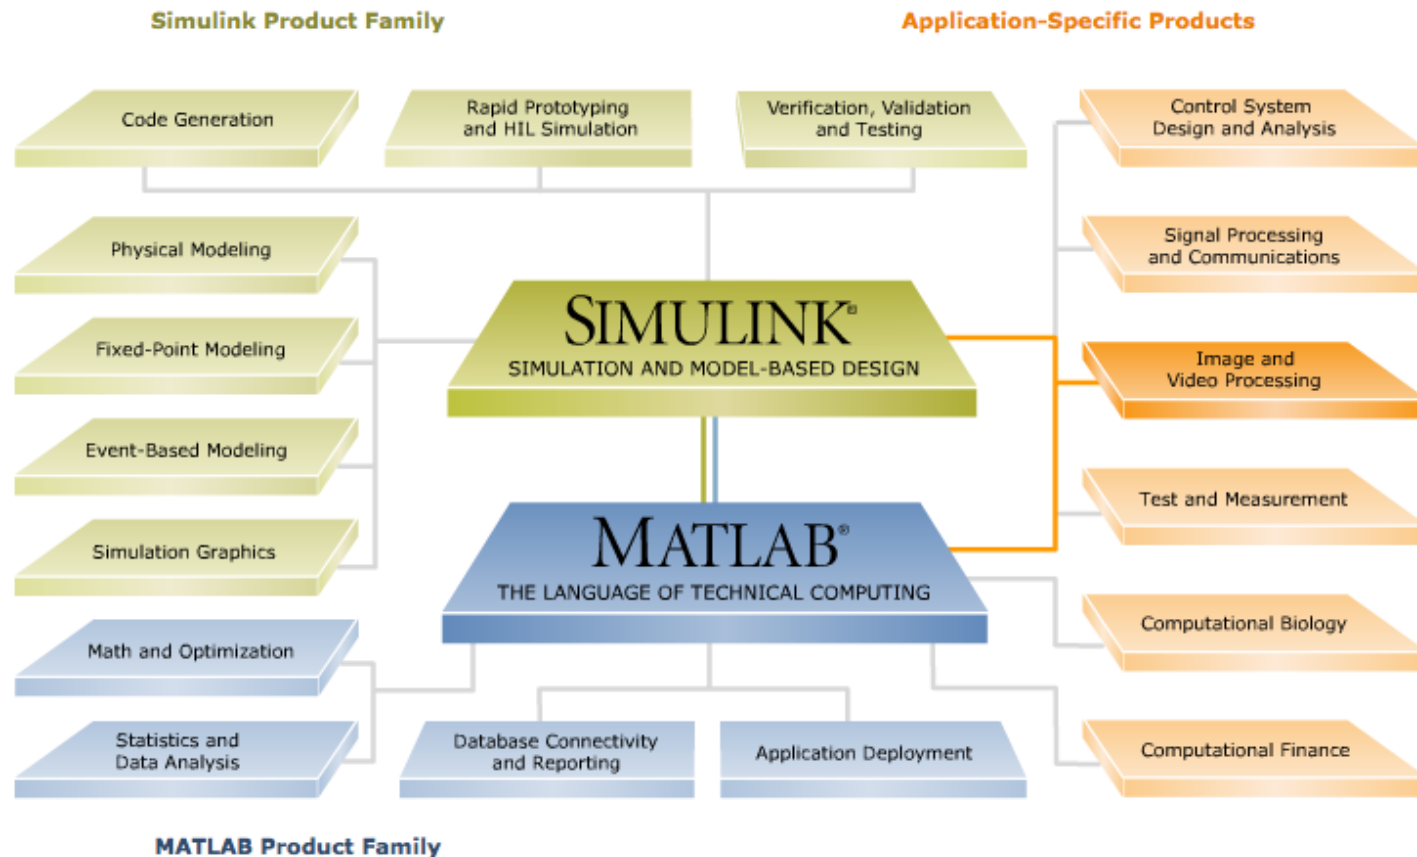 Simulink Product Family
Application-Specific Products
Code Generation
Rapid Prototyping
and HIL Simulation
Verification, Validation
and Testing
Control System
Design and Analysis
Physical Modeling
Signal Processing
and Communications
SIMULINK®
SIMULATION AND MODEL-BASED DESIGN
Fixed-Point Modeling
Image and
Video Processing
Event-Based Modeling
Test and Measurement
Simulation Graphics
MATLAB®
THE LANGUAGE OF TECHNICAL COMPUTING
Math and Optimization
Computational Biology
Statistics and
Data Analysis
Database Connectivity
and Reporting
Application Deployment
Computational Finance
MATLAB Product Family